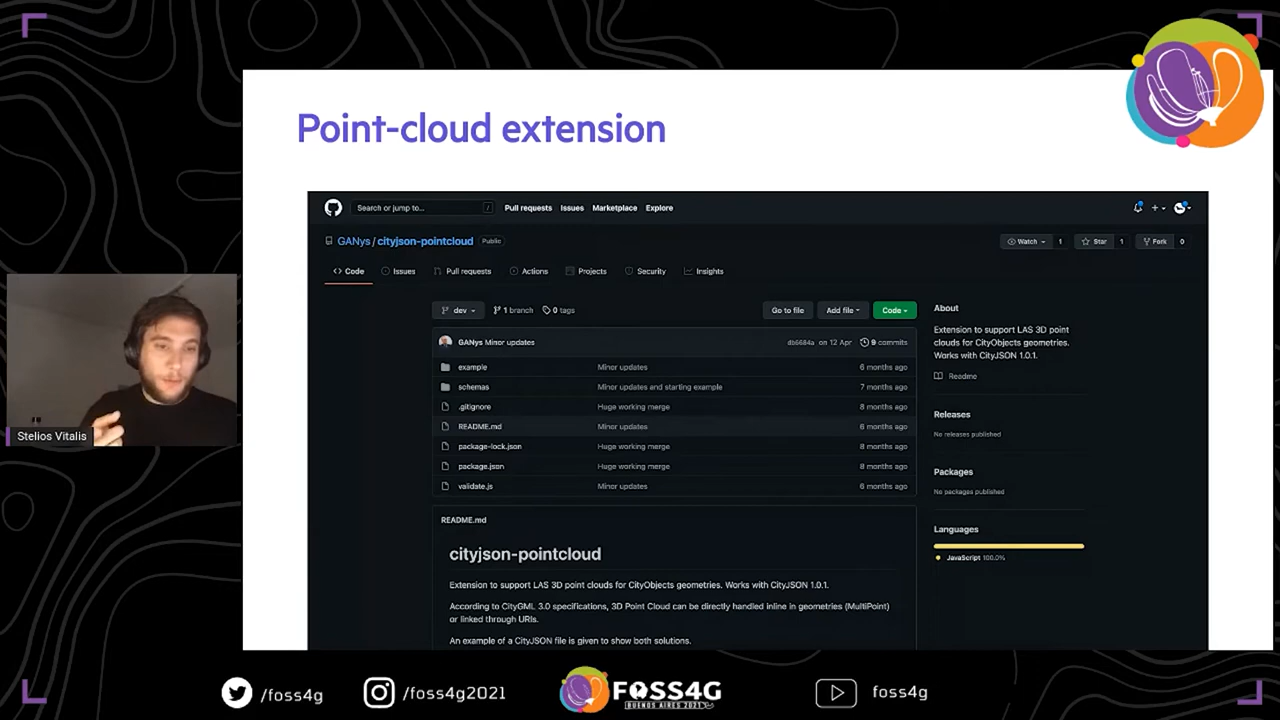 Point-cloud extension
Search or jump to... /
Pull requests Issues Marketplace Explore
GANys / cityjson-pointcloud Public
Watch 1 Star 1 Fork 0
Code Issues Pull requests Actions Projects Security Insights
dev 1 branch 0 tags Go to file Add file Code
GANys Minor updates db6684a on 12 Apr 9 commits
example Minor updates 6 months ago
schemas Minor updates and starting example 7 months ago
.gitignore Huge working merge 8 months ago
README.md Minor updates 6 months ago
package-lock.json Huge working merge 8 months ago
package.json Huge working merge 8 months ago
validate.js Minor updates 6 months ago
README.md
cityjson-pointcloud
Extension to support LAS 3D point clouds for CityObjects geometries. Works with CityJSON 1.0.1.
According to CityGML 3.0 specifications, 3D Point Cloud can be directly handled inline in geometries (MultiPoint)
or linked through URIs.
An example of a CityJSON file is given to show both solutions.
About
Extension to support LAS 3D point
clouds for CityObjects geometries.
Works with CityJSON 1.0.1.
Readme
Releases
No releases published
Packages
No packages published
Languages
JavaScript 100.0%
Stelios Vitalis
/foss4g
/foss4g2021
FOSS4G
BUENOS AIRES 2021
foss4g